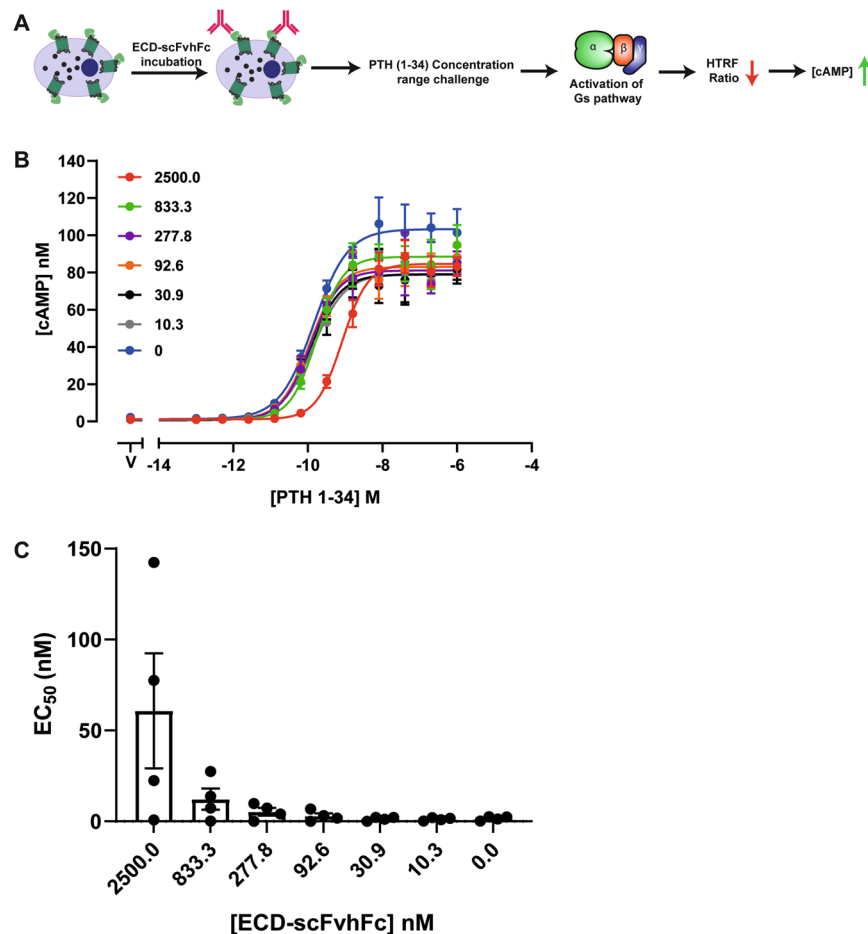 A
ECD-scFvhFc
incubation
PTH (1-34) Concentration
range challenge
α
β
γ
Activation of
Gs pathway
HTRF
Ratio
[cAMP]
B
[cAMP] nM
140
120
100
80
60
40
20
0
2500.0
833.3
277.8
92.6
30.9
10.3
0
V
-14
-12
-10
-8
-6
-4
[PTH 1-34] M
C
EC50 (nM)
150
100
50
0
2500.0
833.3
277.8
92.6
30.9
10.3
0.0
[ECD-scFvhFc] nM